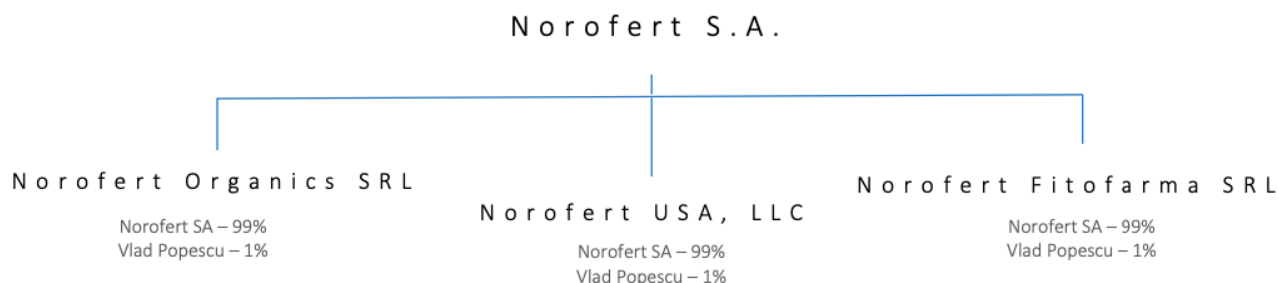 Norofert S.A.
Norofert Organics SRL
Norofert SA – 99%
Vlad Popescu – 1%
Norofert USA, LLC
Norofert SA – 99%
Vlad Popescu – 1%
Norofert Fitofarma SRL
Norofert SA – 99%
Vlad Popescu – 1%